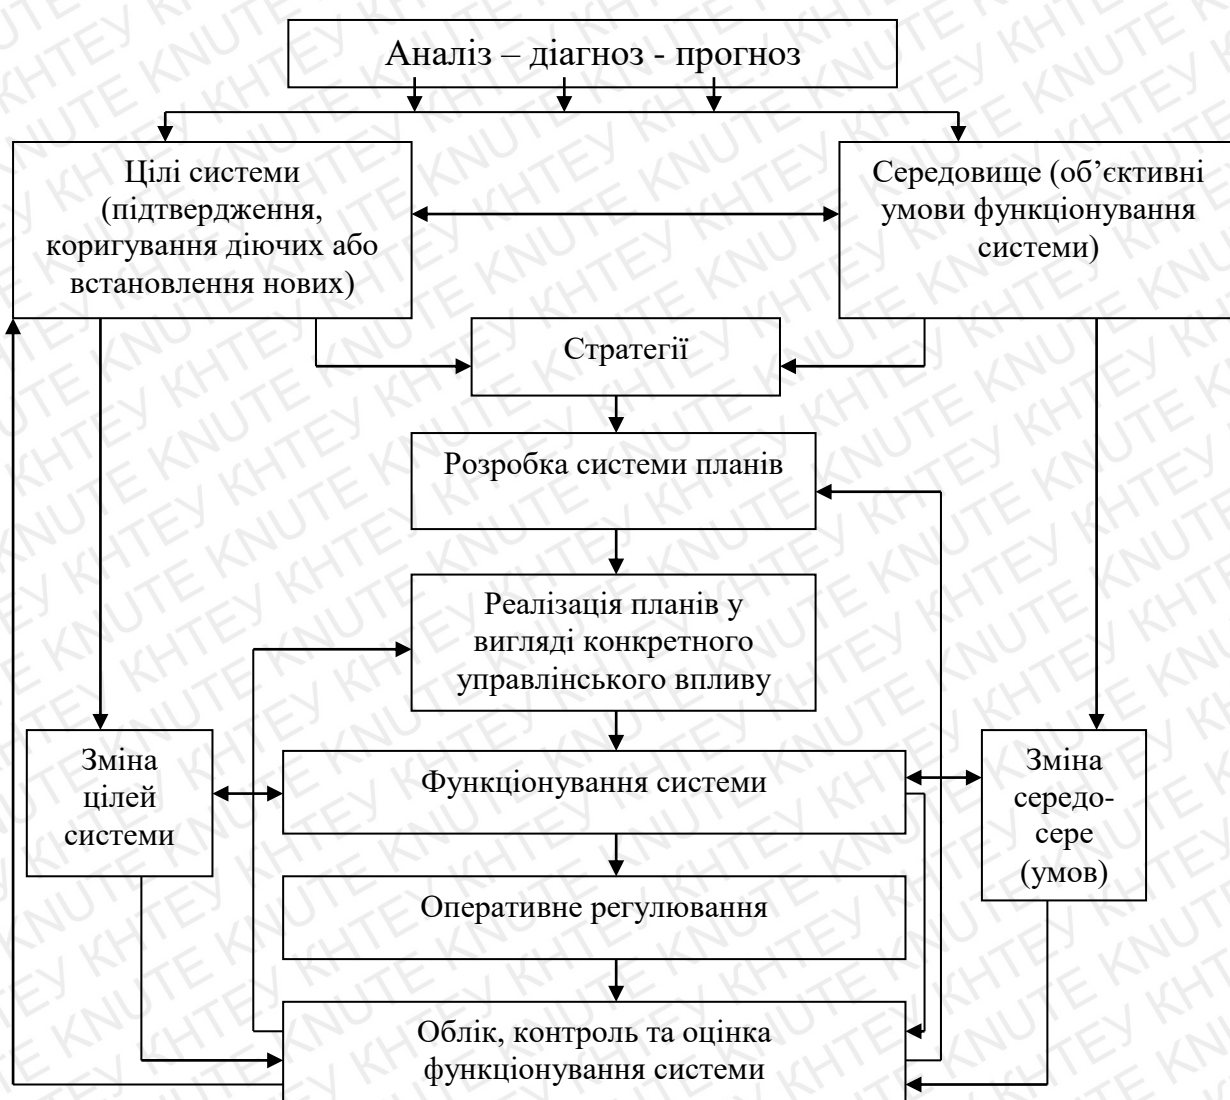 Аналіз – діагноз - прогноз
Цілі системи
(підтвердження,
коригування діючих або
встановлення нових)
Середовище (об’єктивні
умови функціонування
системи)
Стратегії
Розробка системи планів
Реалізація планів у
вигляді конкретного
управлінського впливу
Зміна
цілей
системи
Функціонування системи
Зміна
середо-
сере
(умов)
Оперативне регулювання
Облік, контроль та оцінка
функціонування системи